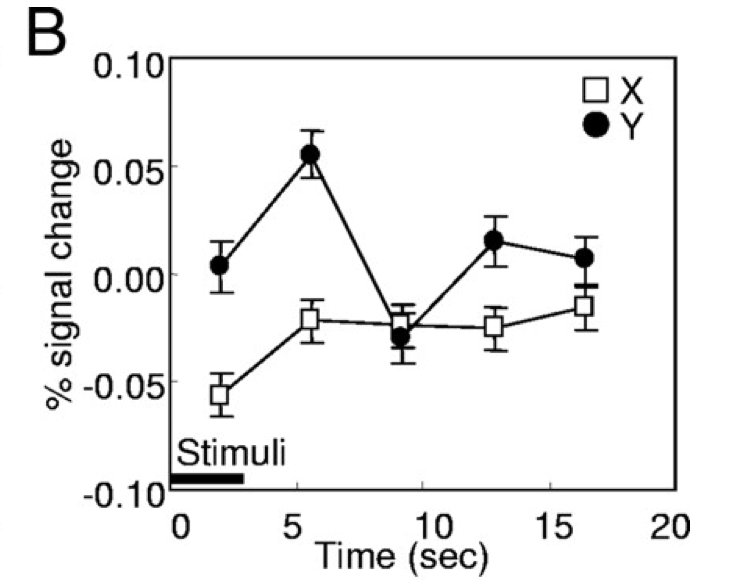 B
0.10
0.05
0.00
-0.05
-0.10
% signal change
X
Y
Stimuli
0 5 10 15 20
Time (sec)